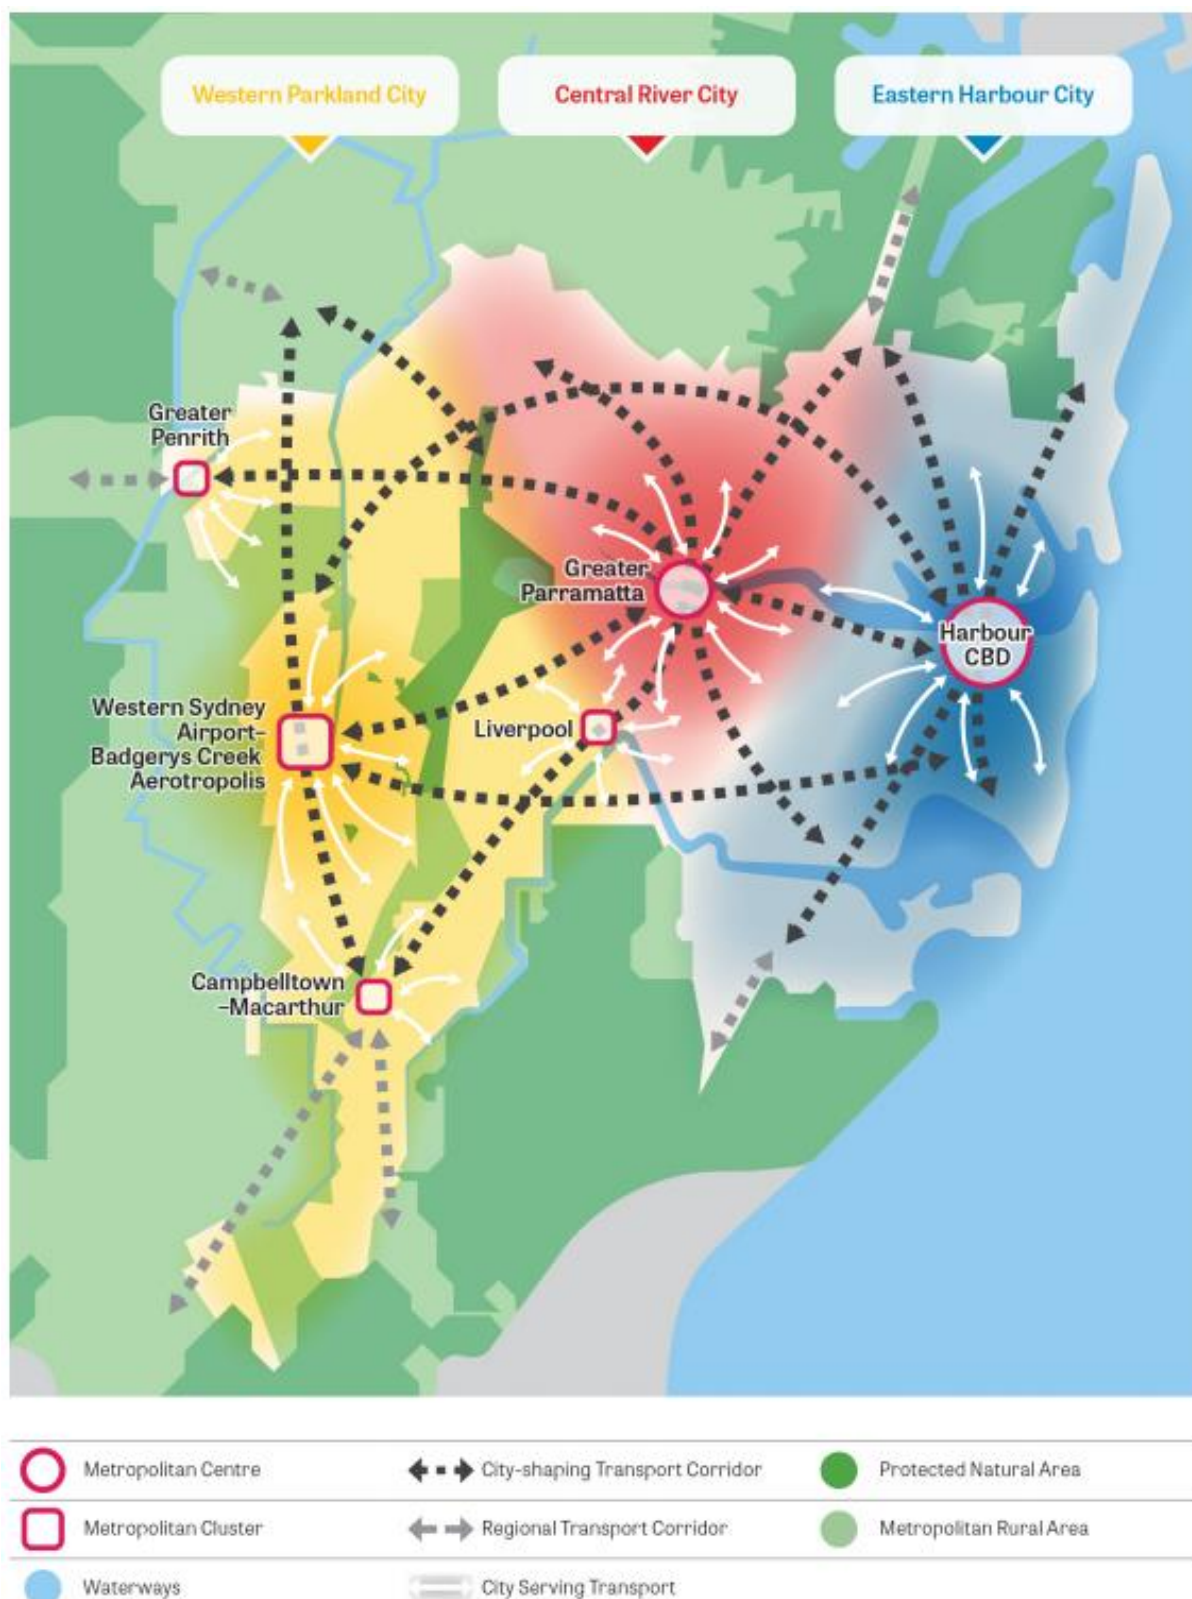 Western Parkland City
Central River City
Eastern Harbour City
Greater
Penrith
Greater
Parramatta
Harbour
CBD
Western Sydney
Airport–
Badgerys Creek
Aerotropolis
Liverpool
Campbelltown
–Macarthur
Metropolitan Centre
City-shaping Transport Corridor
Protected Natural Area
Metropolitan Cluster
Regional Transport Corridor
Metropolitan Rural Area
Waterways
City Serving Transport